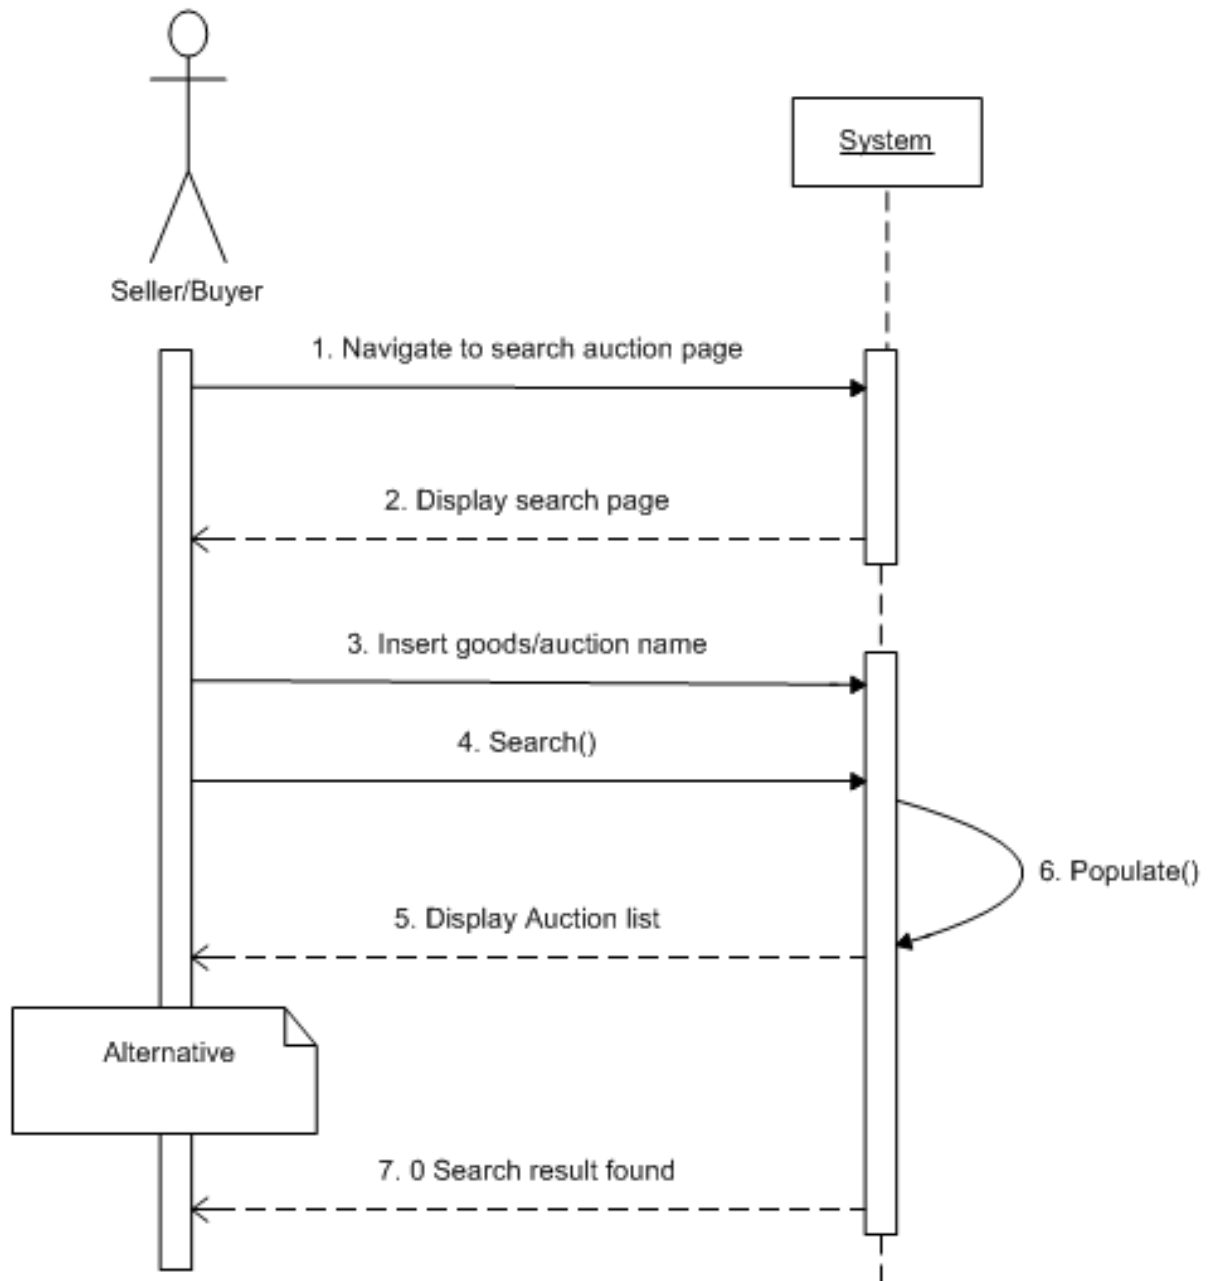 System
Seller/Buyer
1. Navigate to search auction page
2. Display search page
3. Insert goods/auction name
4. Search()
6. Populate()
5. Display Auction list
Alternative
7. 0 Search result found